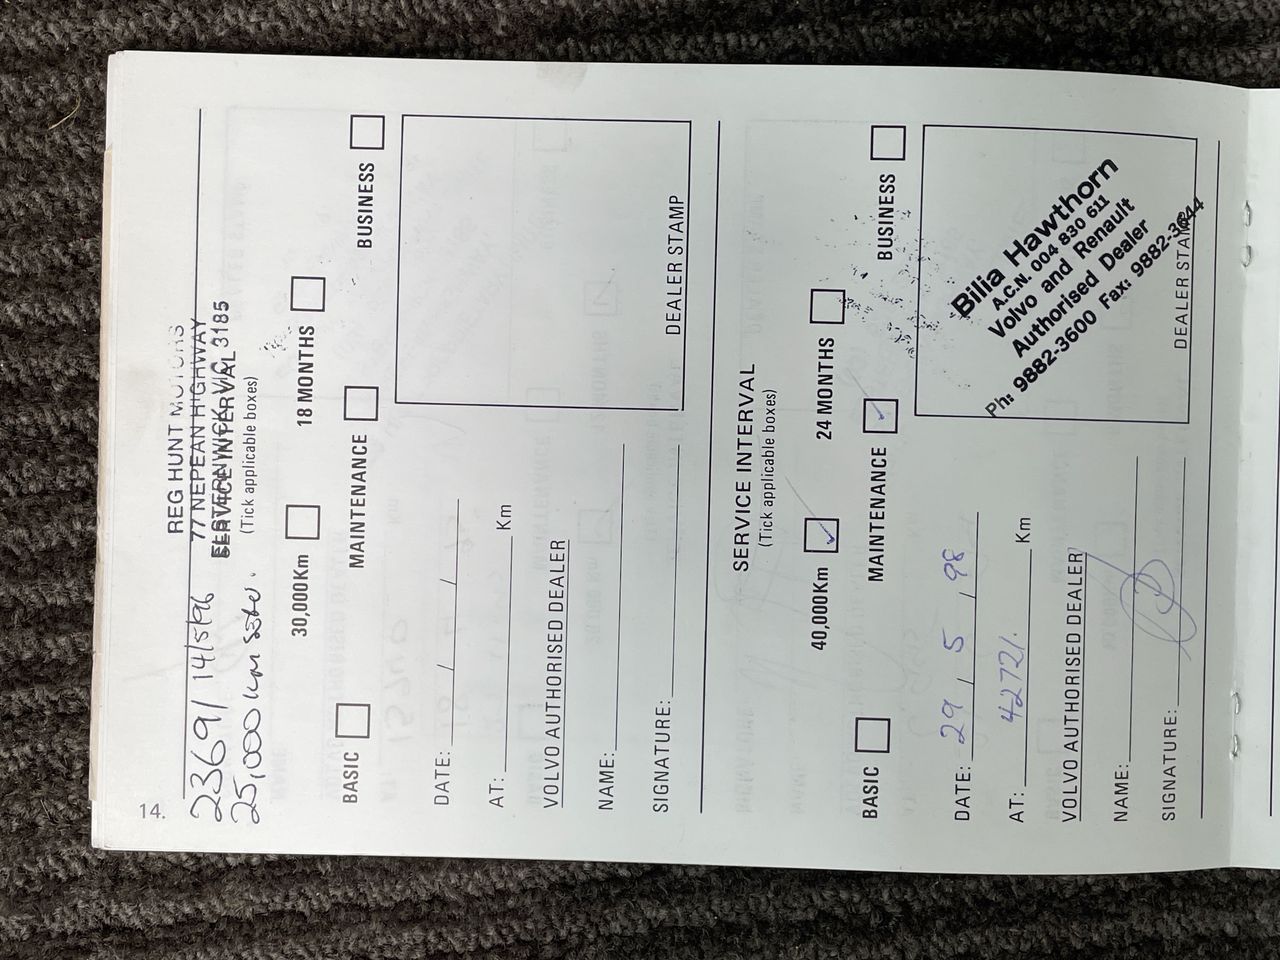 14.
REG HUNT MOTORS
77 NEPEAN HIGHWAY
ELSTERNWICK, VIC 3185
23691 14/5/96
SERVICE INTERVAL
(Tick applicable boxes)
25,000 km
30,000Km 18 MONTHS
BASIC MAINTENANCE BUSINESS
DATE: / /
AT: Km
VOLVO AUTHORISED DEALER
NAME:
SIGNATURE:
DEALER STAMP
SERVICE INTERVAL
(Tick applicable boxes)
40,000Km 24 MONTHS
BASIC MAINTENANCE BUSINESS
DATE: 29 / 5 / 98
AT: 42721. Km
VOLVO AUTHORISED DEALER
NAME:
SIGNATURE:
Bilia Hawthorn
A.C.N. 004 830 611
Volvo and Renault
Authorised Dealer
Ph: 9882-3600 Fax: 9882-3644
DEALER STAMP